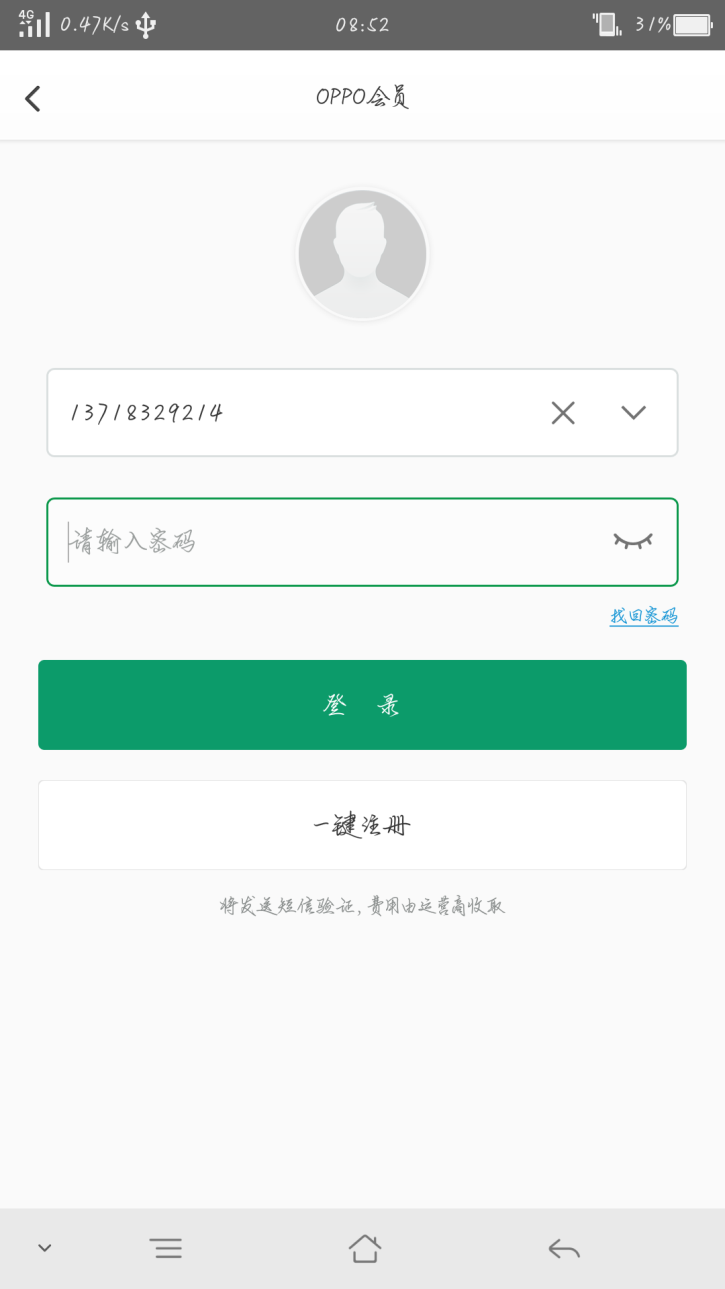 4G 0.47K/s 08:52 31%
OPPO会员
13718329214
请输入密码
找回密码
登 录
一键注册
将发送短信验证,费用由运营商收取